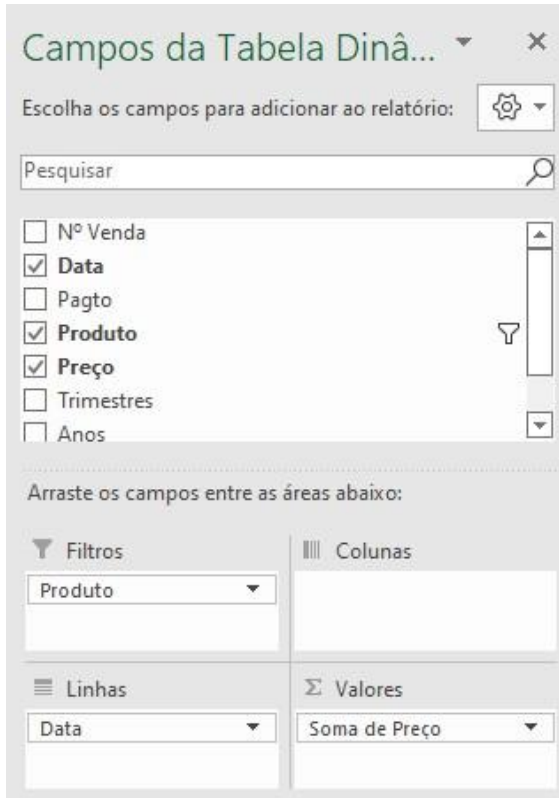 Campos da Tabela Dinâ...
Escolha os campos para adicionar ao relatório:
Pesquisar
Nº Venda
Data
Pagto
Produto
Preço
Trimestres
Anos
Arraste os campos entre as áreas abaixo:
Filtros
Colunas
Produto
Linhas
Σ Valores
Data
Soma de Preço